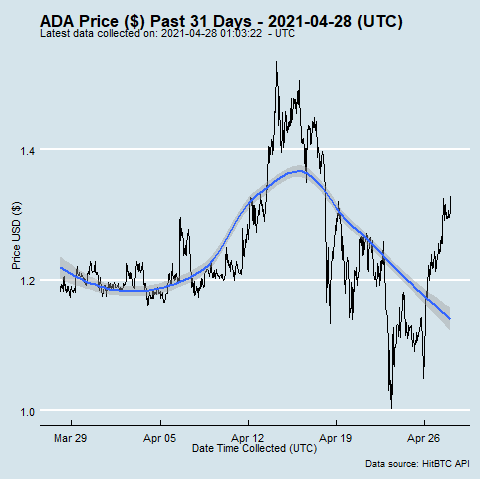 ADA Price ($) Past 31 Days - 2021-04-28 (UTC)
Latest data collected on: 2021-04-28 01:03:22 - UTC
Price USD ($)
1.4
1.2
1.0
Mar 29 Apr 05 Apr 12 Apr 19 Apr 26
Date Time Collected (UTC)
Data source: HitBTC API